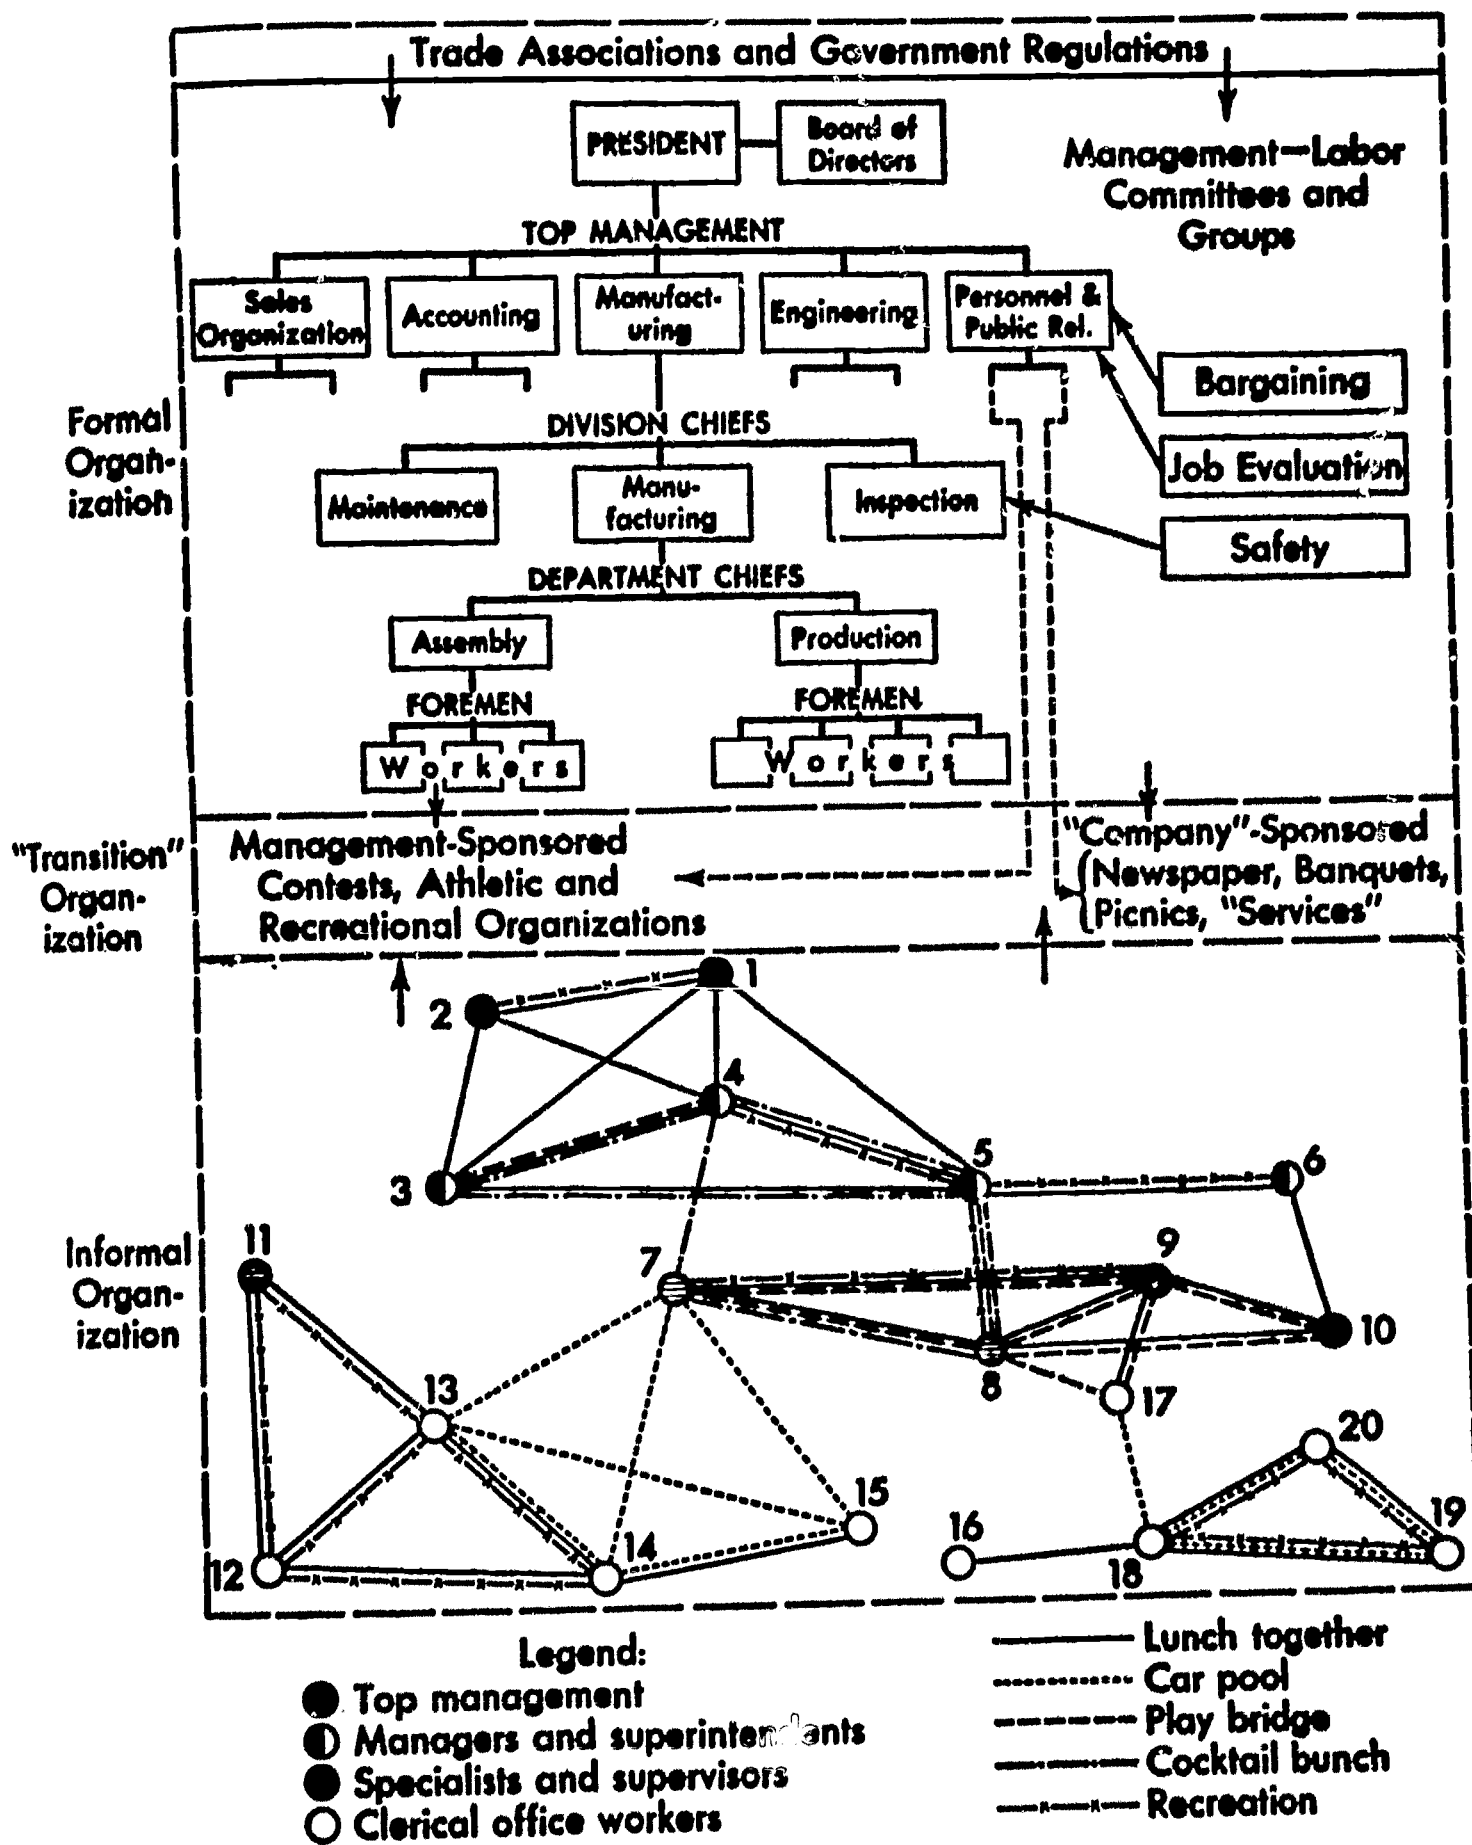 Trade Associations and Government Regulations
PRESIDENT
Board of
Directors
Management—Labor
Committees and
Groups
TOP MANAGEMENT
Sales
Organization
Accounting
Manufact-
uring
Engineering
Personnel &
Public Rel.
Bargaining
Job Evaluation
Safety
Formal
Organ-
ization
DIVISION CHIEFS
Maintenance
Manu-
facturing
Inspection
DEPARTMENT CHIEFS
Assembly
Production
FOREMEN
FOREMEN
Workers
Workers
"Transition"
Organ-
ization
Management-Sponsored
Contests, Athletic and
Recreational Organizations
"Company"-Sponsored
Newspaper, Banquets,
Picnics, "Services"
Informal
Organ-
ization
1
2
3
4
5
6
7
8
9
10
11
12
13
14
15
16
17
18
19
20
Legend:
Top management
Managers and superintendents
Specialists and supervisors
Clerical office workers
Lunch together
Car pool
Play bridge
Cocktail bunch
Recreation